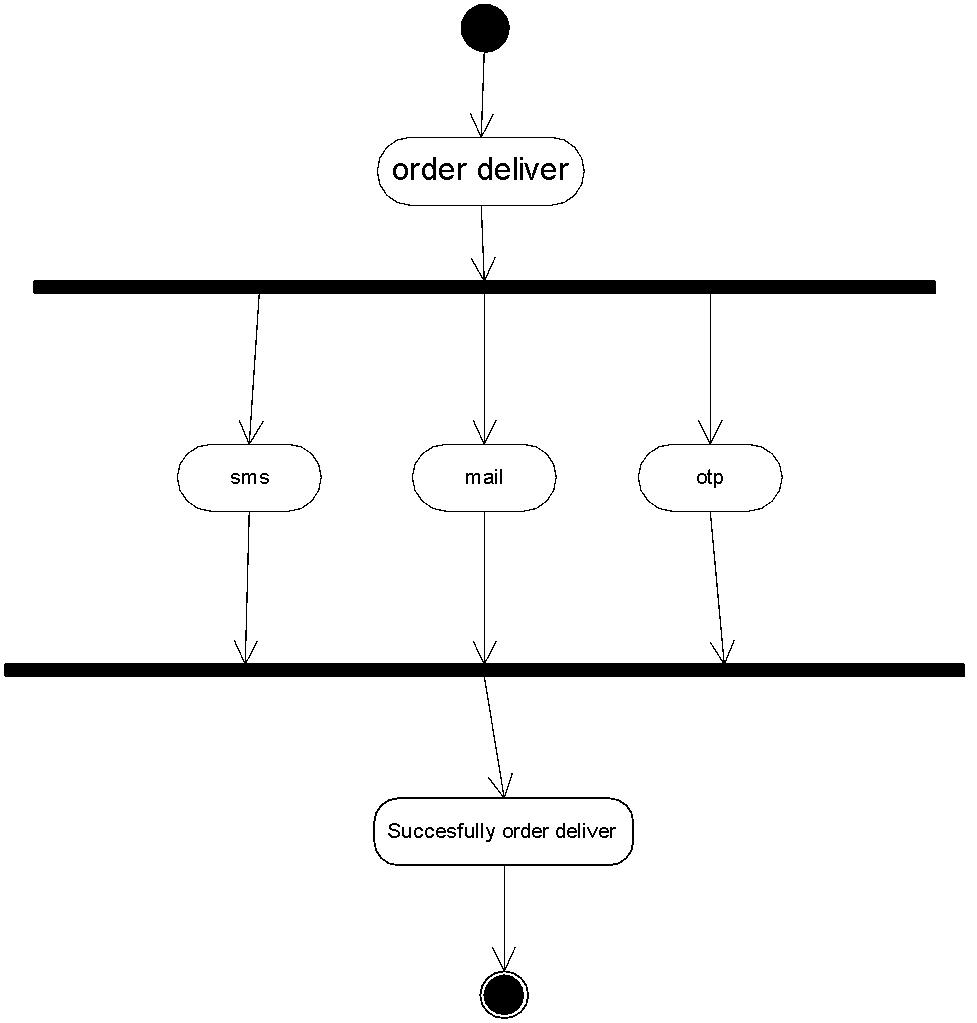 order deliver
sms
mail
otp
Succesfully order deliver